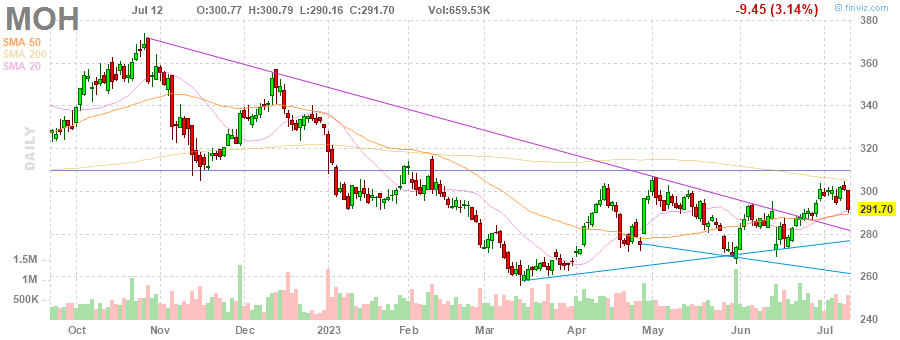 MOH Jul 12 O:300.77 H:300.79 L:290.16 C:291.70 Vol:659.53K -9.45 (3.14%) © finviz.com
SMA 50
SMA 200
SMA 20
DAILY
380
360
340
320
300
291.70
280
260
240
1.5M
1M
500K
Oct Nov Dec 2023 Feb Mar Apr May Jun Jul